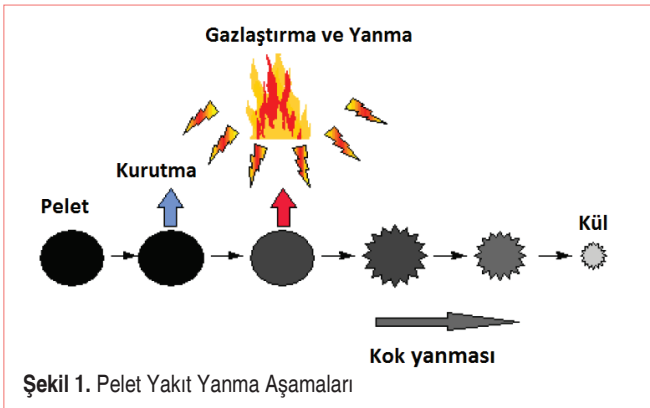 Gazlaştırma ve Yanma
Kurutma
Pelet
Kül
Kok yanması
Şekil 1. Pelet Yakıt Yanma Aşamaları